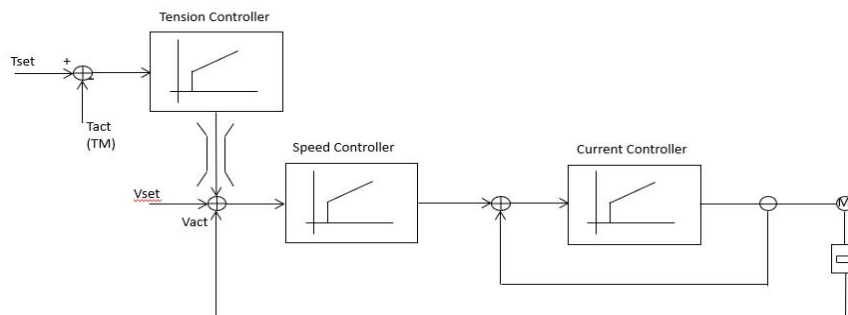 Tension Controller
Tset
+
-
Tact
(TM)
Speed Controller
Current Controller
Vset
Vact
M